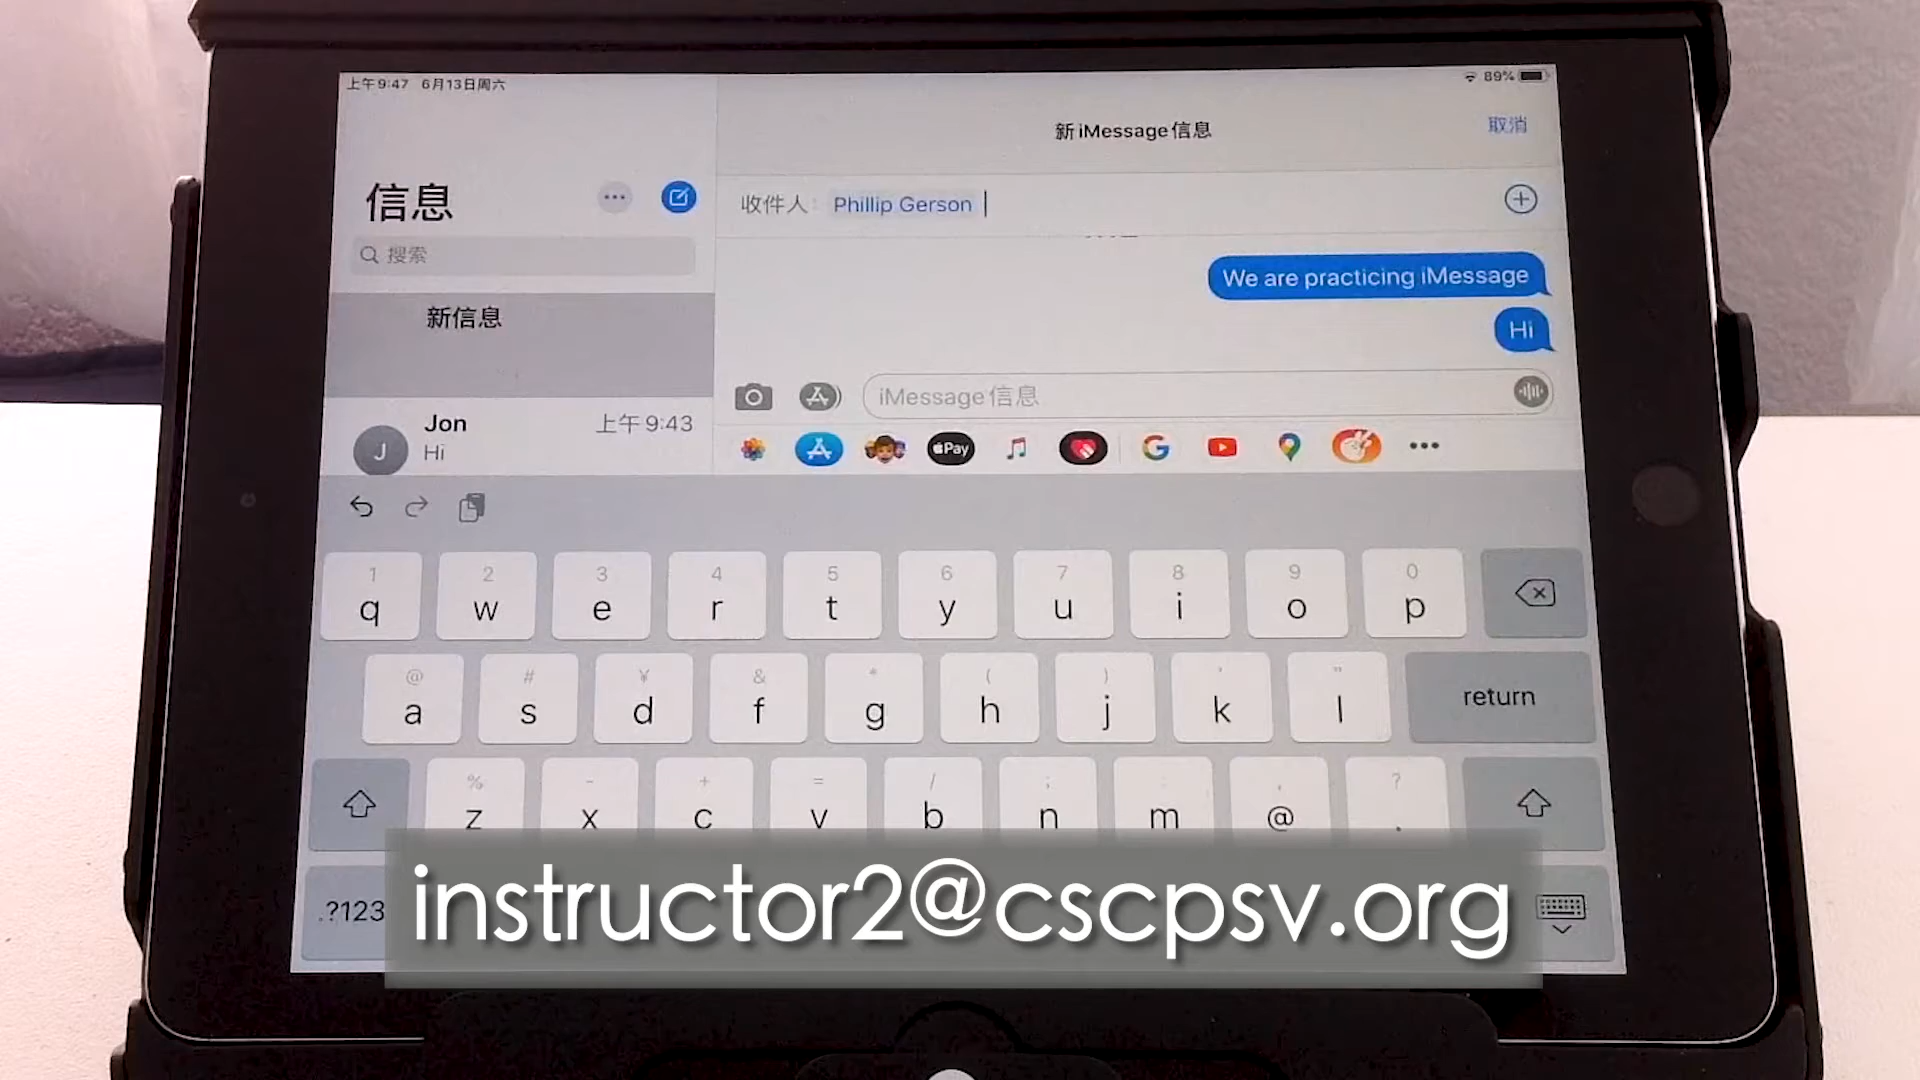 上午9:47 6月13日周六
89%
新iMessage信息
取消
信息
收件人: Phillip Gerson
搜索
We are practicing iMessage
新信息
Hi
iMessage信息
Jon 上午9:43
J
Hi
Pay
G
1 2 3 4 5 6 7 8 9 0
q w e r t y u i o p
@ # ¥ & * ( ) ' "
a s d f g h j k l return
% - + = / ; : , ?
z x c v b n m @ .
.?123
instructor2@cscpsv.org